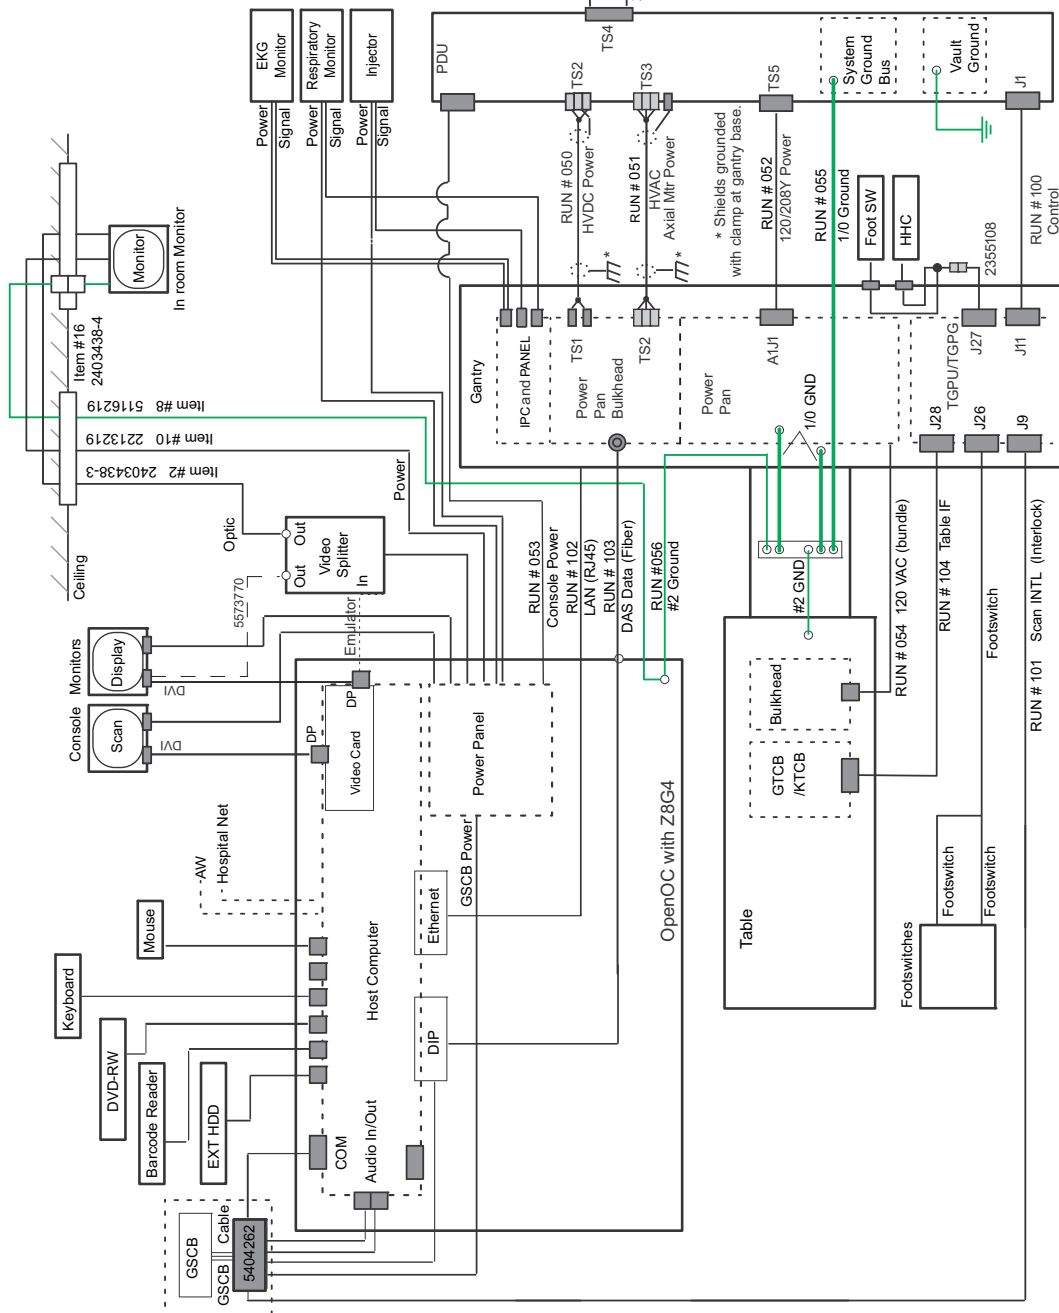 EKG
Monitor
Respiratory
Monitor
Injector
Power
Signal
Power
Signal
Power
Signal
PDU
TS4
TS2
TS3
TS5
System
Ground
Bus
Vault
Ground
J1
RUN # 050
HVDC Power
RUN # 051
HVAC
Axial Mtr Power
* Shields grounded
with clamp at gantry base.
RUN # 052
120/208Y Power
RUN # 055
1/0 Ground
Foot SW
HHC
2355108
RUN # 100
Control
*
*
Monitor
In room Monitor
Item #16
2403438-4
Item #8 5116219
Item #10 2213219
Item #2 2403438-3
Ceiling
Optic
Power
Out
Out
Video
Splitter
In
5573770
Emulator
Gantry
IPC and PANEL
TS1
TS2
Power
Pan
Bulkhead
Power
Pan
A1J1
1/0 GND
TGPU/TGPG
J27
J11
J28
J26
J9
RUN # 053
Console Power
RUN # 102
LAN (RJ45)
RUN # 103
DAS Data (Fiber)
RUN #056
#2 Ground
#2 GND
RUN # 054 120 VAC (bundle)
RUN # 104 Table IF
Footswitch
RUN # 101 Scan INTL (Interlock)
Console Monitors
Scan
Display
DVI
DVI
DP
DP
Video Card
Power Panel
GSCB Power
OpenOC with Z8G4
AW
Hospital Net
Mouse
Keyboard
DVD-RW
Barcode Reader
EXT HDD
Host Computer
Ethernet
DIP
COM
Audio In/Out
GSCB
GSCB Cable
5404262
Bulkhead
GTCB
/KTCB
Table
Footswitches
Footswitch
Footswitch